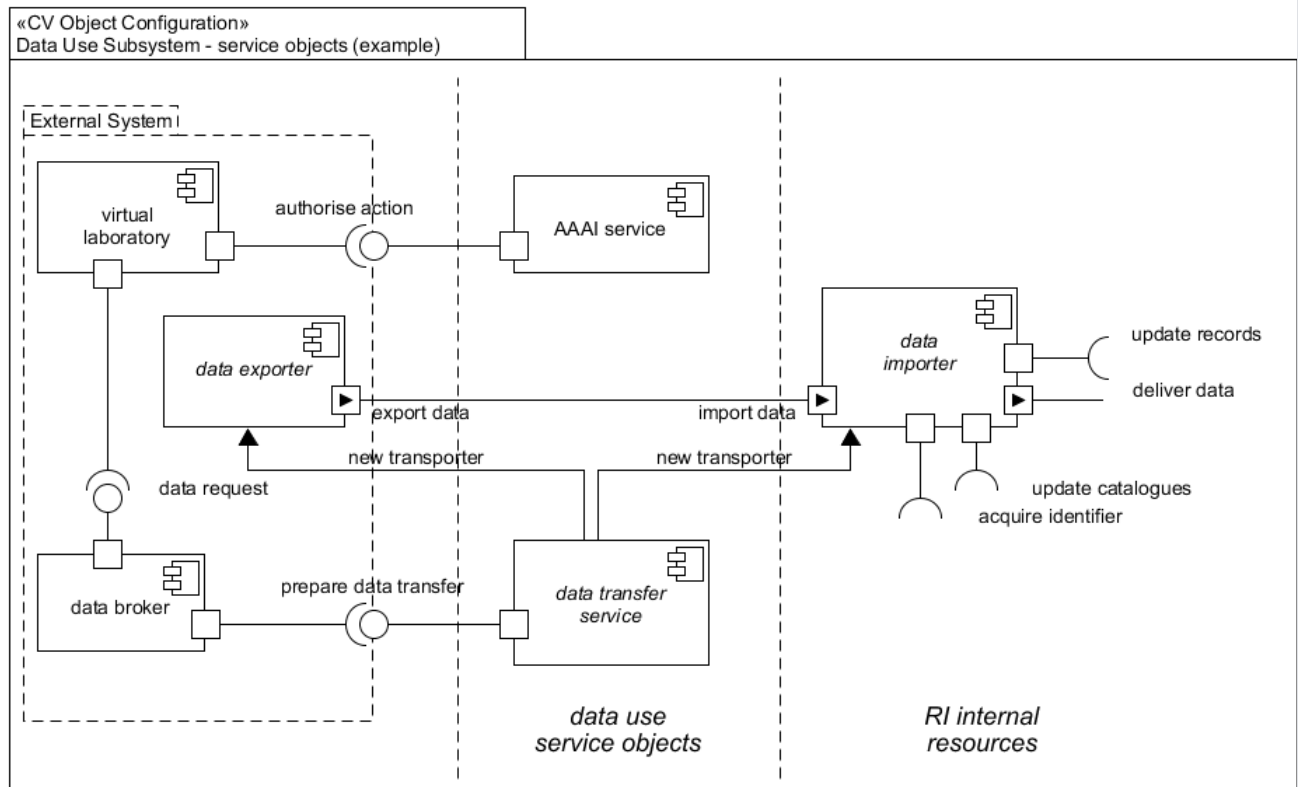 «CV Object Configuration»
Data Use Subsystem - service objects (example)
External System
virtual
laboratory
authorise action
AAAI service
data exporter
data
importer
update records
deliver data
export data
import data
new transporter
new transporter
data request
update catalogues
acquire identifier
data broker
prepare data transfer
data transfer
service
data use
service objects
RI internal
resources